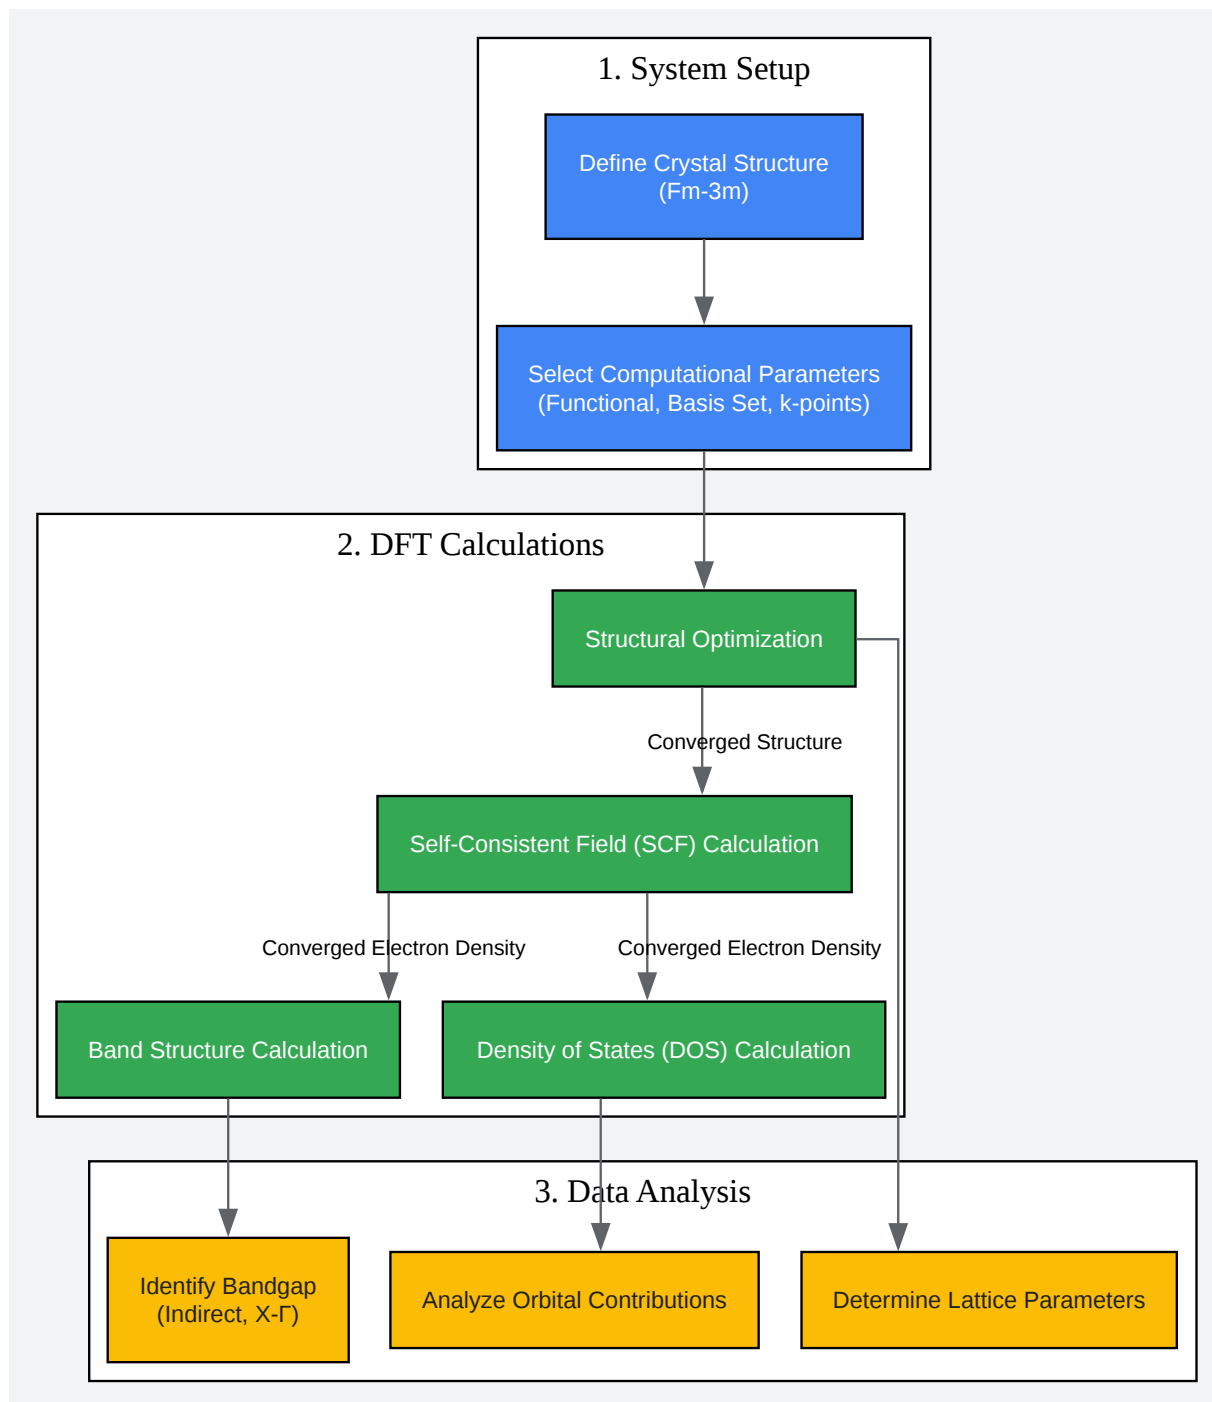 1. System Setup
Define Crystal Structure
(Fm-3m)
Select Computational Parameters
(Functional, Basis Set, k-points)
2. DFT Calculations
Structural Optimization
Converged Structure
Self-Consistent Field (SCF) Calculation
Converged Electron Density
Converged Electron Density
Band Structure Calculation
Density of States (DOS) Calculation
3. Data Analysis
Identify Bandgap
(Indirect, X-Γ)
Analyze Orbital Contributions
Determine Lattice Parameters